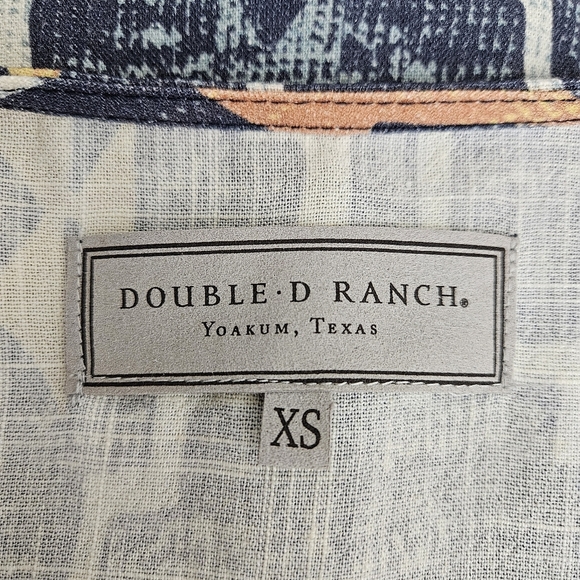 DOUBLE·D RANCH®
YOAKUM, TEXAS
XS